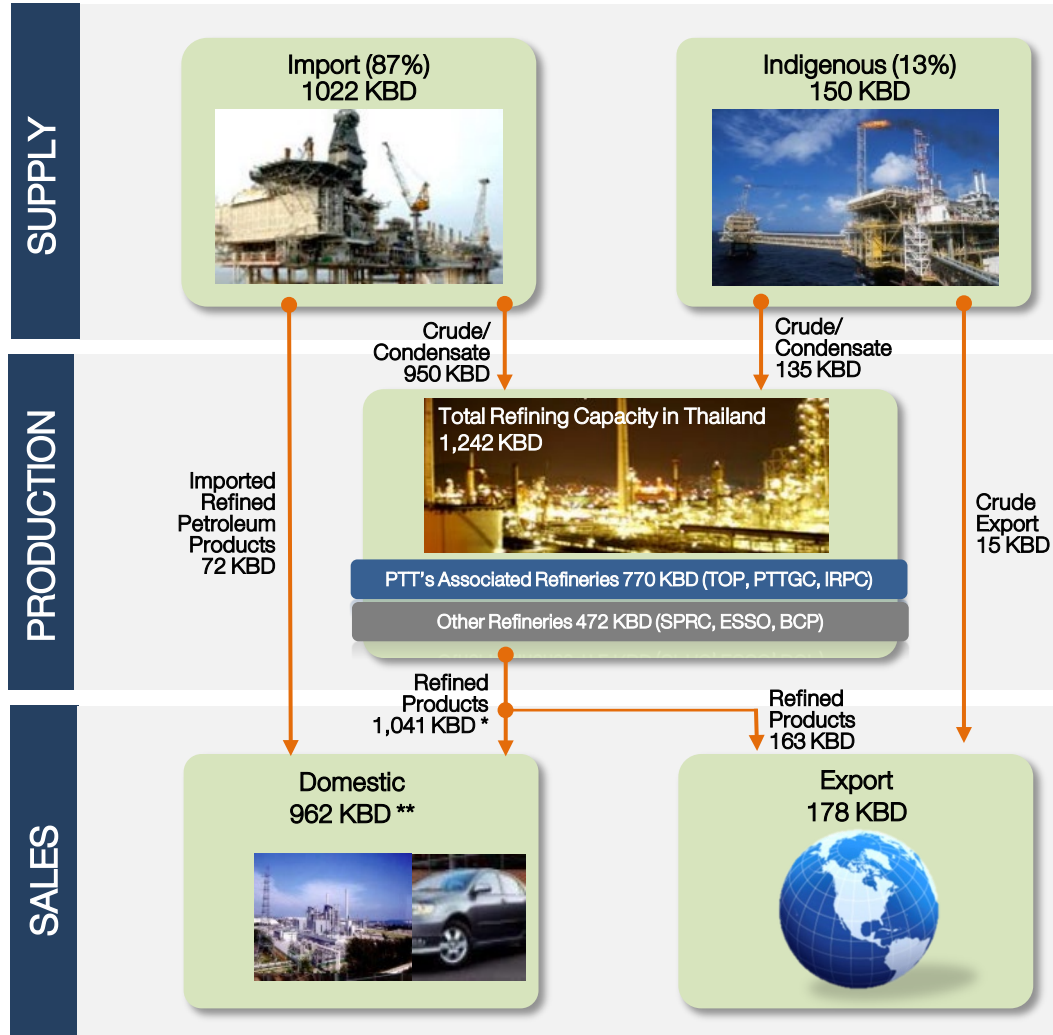 SUPPLY
Import (87%)
1022 KBD
Indigenous (13%)
150 KBD
Crude/
Condensate
950 KBD
Crude/
Condensate
135 KBD
PRODUCTION
Total Refining Capacity in Thailand
1,242 KBD
Imported
Refined
Petroleum
Products
72 KBD
Crude
Export
15 KBD
PTT's Associated Refineries 770 KBD (TOP, PTTGC, IRPC)
Other Refineries 472 KBD (SPRC, ESSO, BCP)
Refined
Products
1,041 KBD *
Refined
Products
163 KBD
SALES
Domestic
962 KBD **
Export
178 KBD